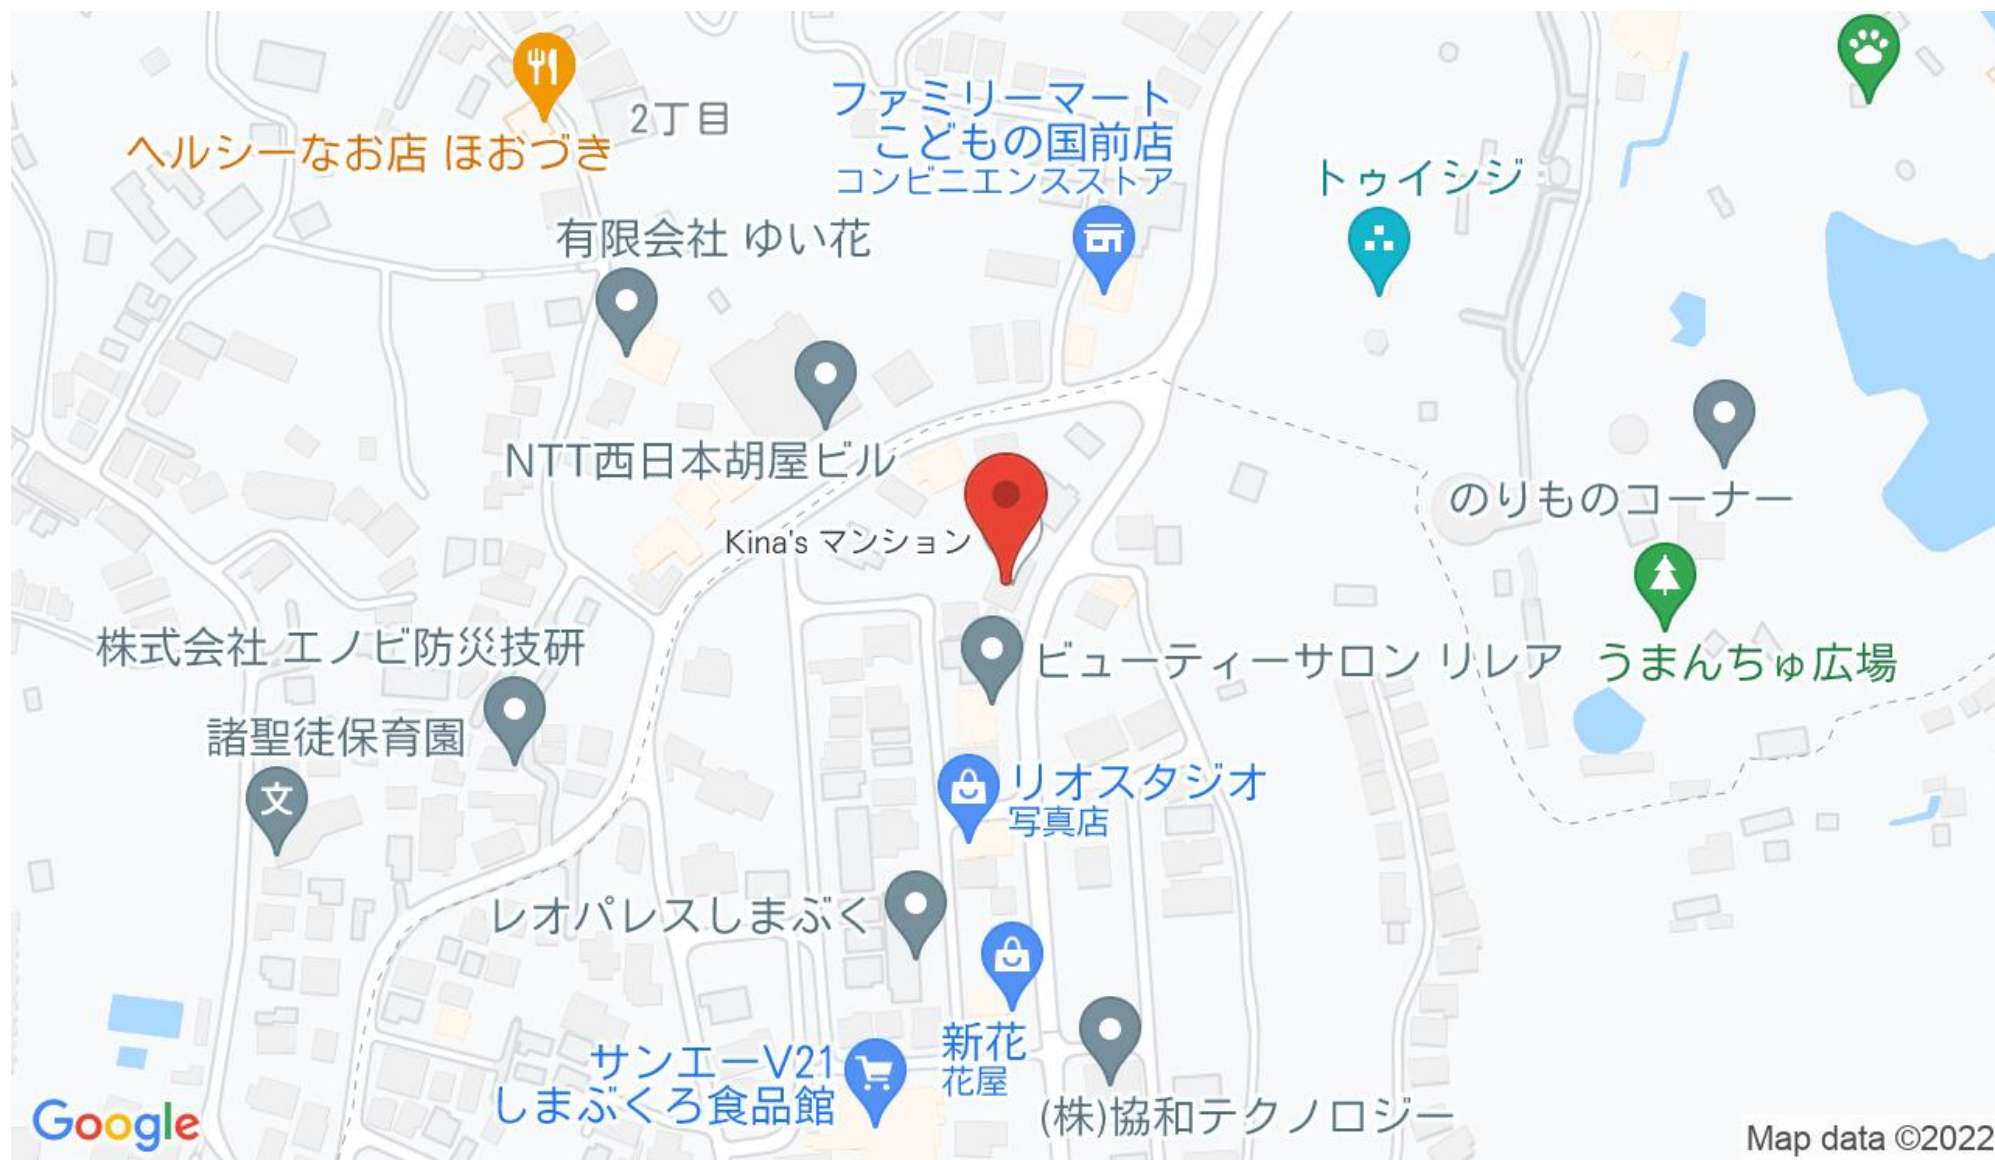 ヘルシーなお店 ほおづき
2丁目
ファミリーマート
こどもの国前店
コンビニエンスストア
トゥイシジ
有限会社 ゆい花
NTT西日本胡屋ビル
のりものコーナー
Kina's マンション
株式会社 エノビ防災技研
ビューティーサロン リレア
うまんちゅ広場
諸聖徒保育園
文
リオスタジオ
写真店
レオパレスしまぶく
新花
花屋
サンエーV21
しまぶくろ食品館
(株)協和テクノロジー
Google
Map data ©2022